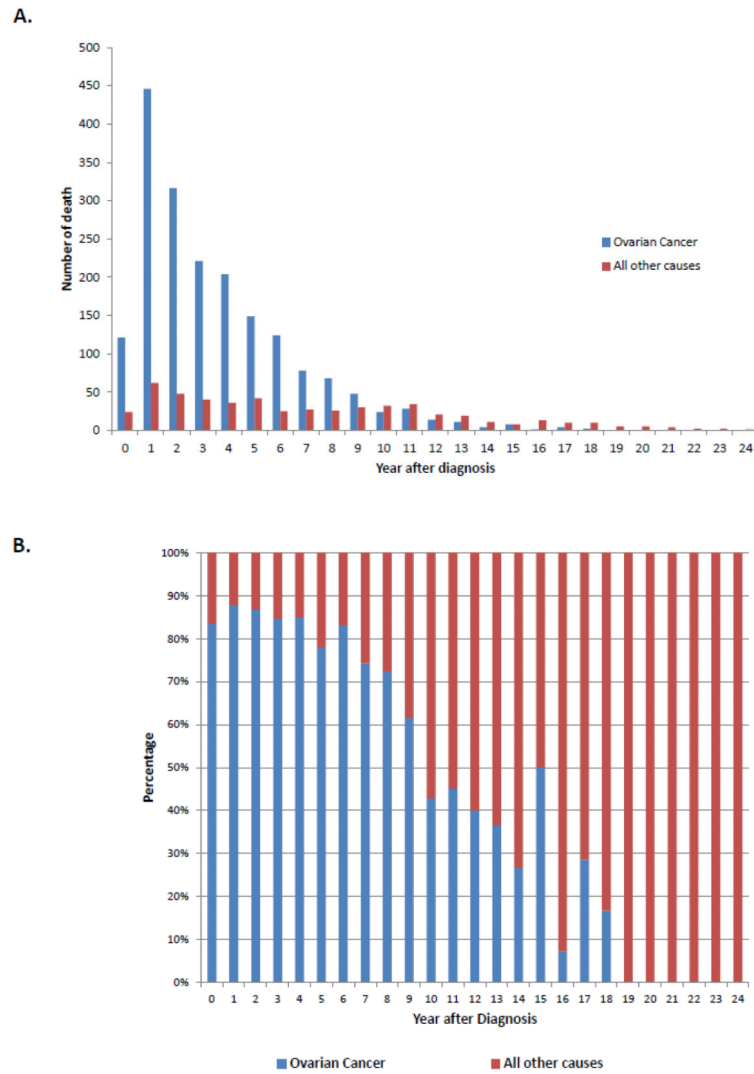 A.
500
450
400
350
300
250
200
150
100
50
0
Number of death
Ovarian Cancer
All other causes
0 1 2 3 4 5 6 7 8 9 10 11 12 13 14 15 16 17 18 19 20 21 22 23 24
Year after diagnosis
B.
100%
90%
80%
70%
60%
50%
40%
30%
20%
10%
0%
Percentage
0 1 2 3 4 5 6 7 8 9 10 11 12 13 14 15 16 17 18 19 20 21 22 23 24
Year after Diagnosis
Ovarian Cancer All other causes